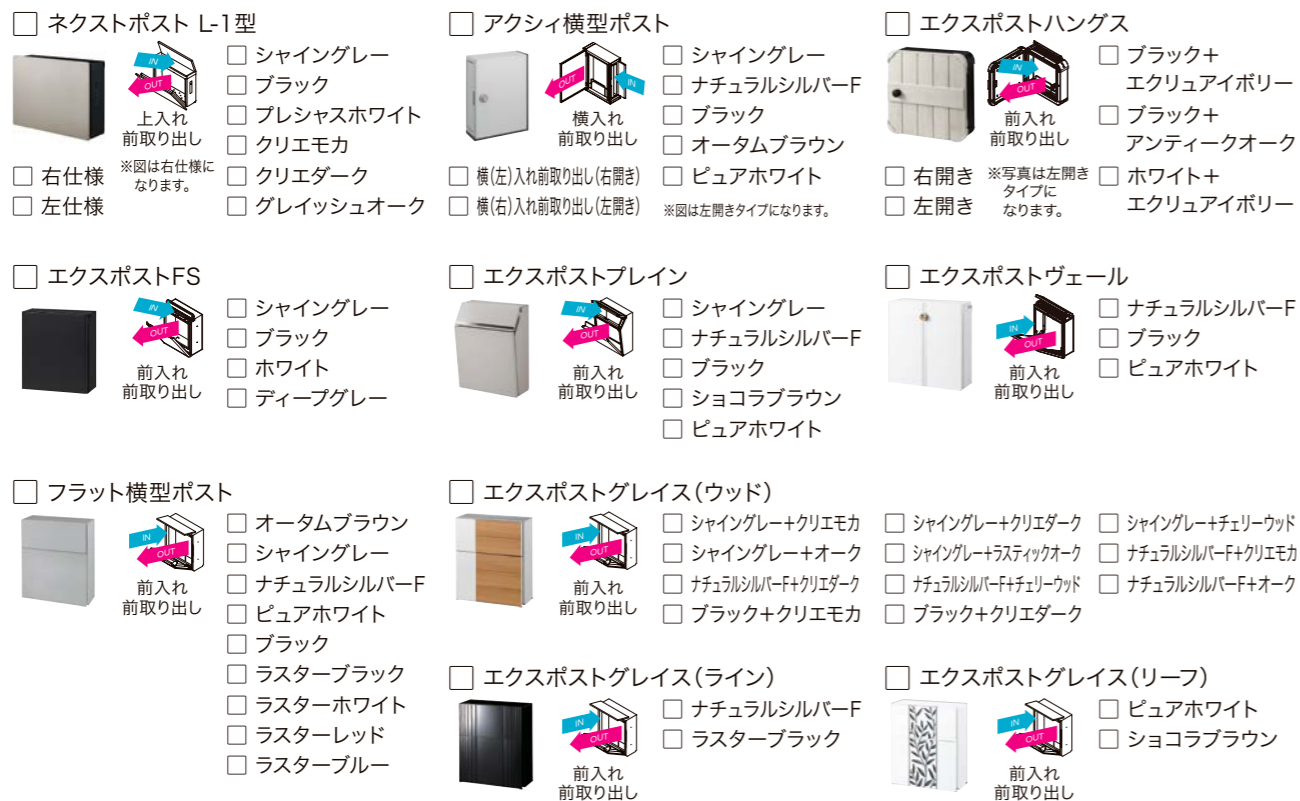 □ ネクストポスト L-1型
IN
OUT
上入れ
前取り出し
※図は右仕様に
なります。
□ 右仕様
□ 左仕様
□ シャイングレー
□ ブラック
□ プレシャスホワイト
□ クリエモカ
□ クリエダーク
□ グレイッシュオーク
□ アクシィ横型ポスト
OUT
IN
横入れ
前取り出し
□ 横(左)入れ前取り出し(右開き)
□ 横(右)入れ前取り出し(左開き)
□ シャイングレー
□ ナチュラルシルバーF
□ ブラック
□ オータムブラウン
□ ピュアホワイト
※図は左開きタイプになります。
□ エクスポストハングス
IN
OUT
前入れ
前取り出し
□ 右開き
□ 左開き
※写真は左開き
タイプに
なります。
□ ブラック+
エクリュアイボリー
□ ブラック+
アンティークオーク
□ ホワイト+
エクリュアイボリー
□ エクスポストFS
IN
OUT
前入れ
前取り出し
□ シャイングレー
□ ブラック
□ ホワイト
□ ディープグレー
□ エクスポストプレイン
IN
OUT
前入れ
前取り出し
□ シャイングレー
□ ナチュラルシルバーF
□ ブラック
□ ショコラブラウン
□ ピュアホワイト
□ エクスポストヴェール
IN
OUT
前入れ
前取り出し
□ ナチュラルシルバーF
□ ブラック
□ ピュアホワイト
□ フラット横型ポスト
IN
OUT
前入れ
前取り出し
□ オータムブラウン
□ シャイングレー
□ ナチュラルシルバーF
□ ピュアホワイト
□ ブラック
□ ラスターブラック
□ ラスターホワイト
□ ラスターレッド
□ ラスターブルー
□ エクスポストグレイス(ウッド)
IN
OUT
前入れ
前取り出し
□ シャイングレー+クリエモカ □ シャイングレー+クリエダーク □ シャイングレー+チェリーウッド
□ シャイングレー+オーク □ シャイングレー+ラスティックオーク □ ナチュラルシルバーF+クリエモカ
□ ナチュラルシルバーF+クリエダーク □ ナチュラルシルバーF+チェリーウッド □ ナチュラルシルバーF+オーク
□ ブラック+クリエモカ □ ブラック+クリエダーク
□ エクスポストグレイス(ライン)
IN
OUT
前入れ
前取り出し
□ ナチュラルシルバーF
□ ラスターブラック
□ エクスポストグレイス(リーフ)
IN
OUT
前入れ
前取り出し
□ ピュアホワイト
□ ショコラブラウン